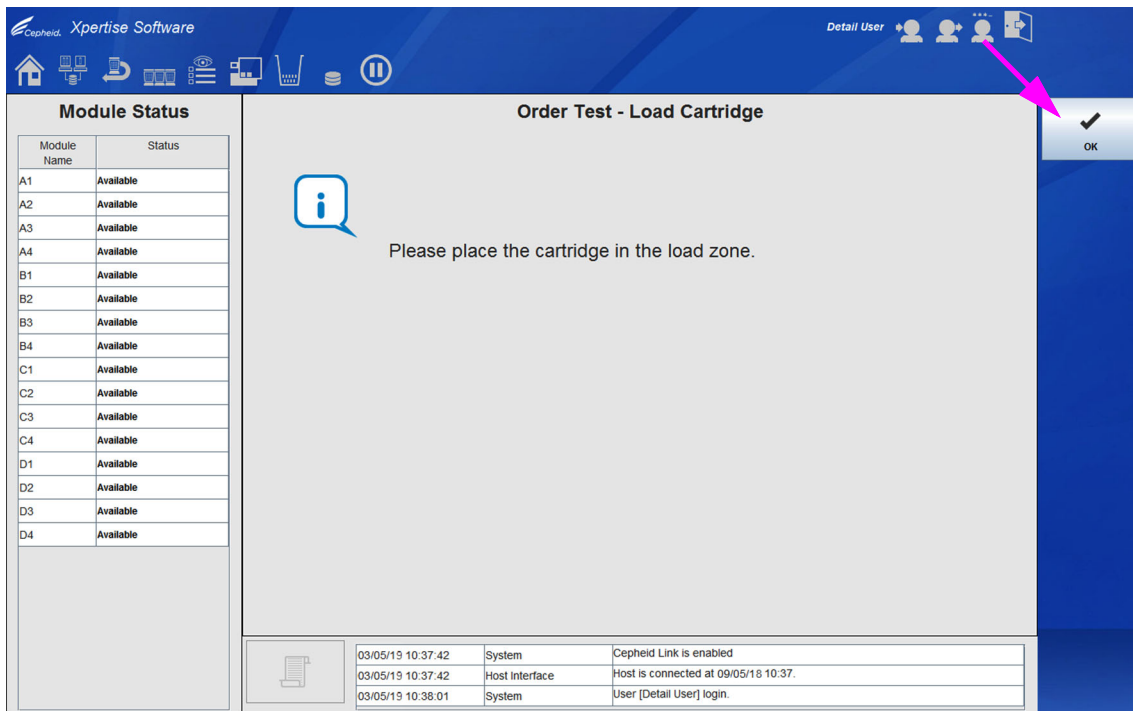 Cepheid. Xpertise Software
Detail User
Module Status
Module Name Status
A1 Available
A2 Available
A3 Available
A4 Available
B1 Available
B2 Available
B3 Available
B4 Available
C1 Available
C2 Available
C3 Available
C4 Available
D1 Available
D2 Available
D3 Available
D4 Available
Order Test - Load Cartridge
i
Please place the cartridge in the load zone.
OK
03/05/19 10:37:42 System Cepheid Link is enabled
03/05/19 10:37:42 Host Interface Host is connected at 09/05/18 10:37.
03/05/19 10:38:01 System User [Detail User] login.